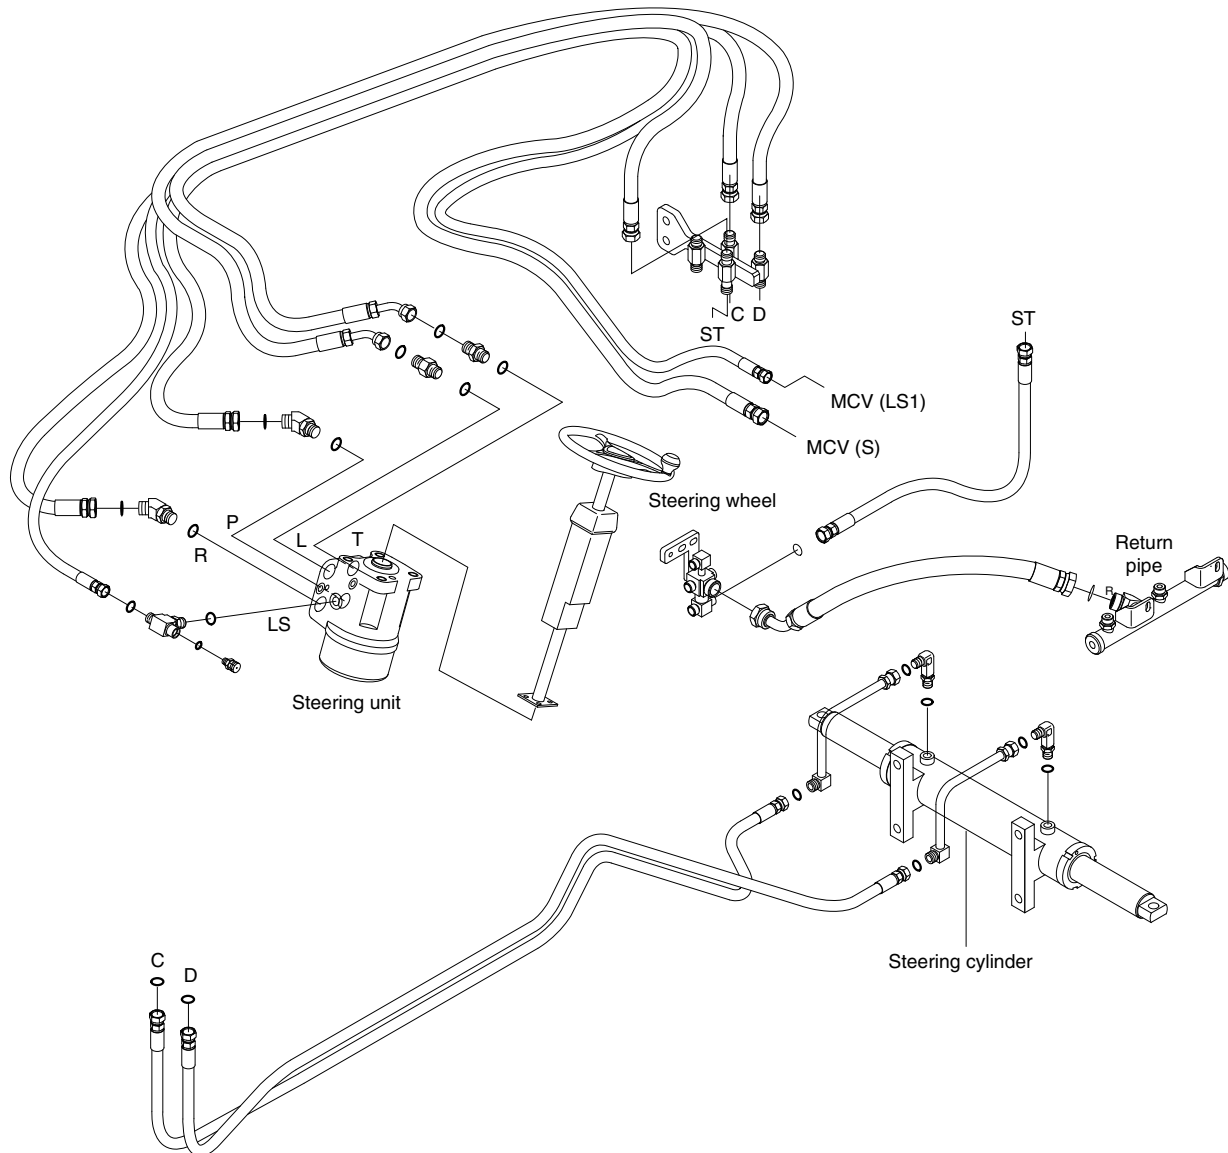 C D
ST
ST
MCV (LS1)
MCV (S)
Steering wheel
P
L
T
R
Return
pipe
R
LS
Steering unit
Steering cylinder
C
D